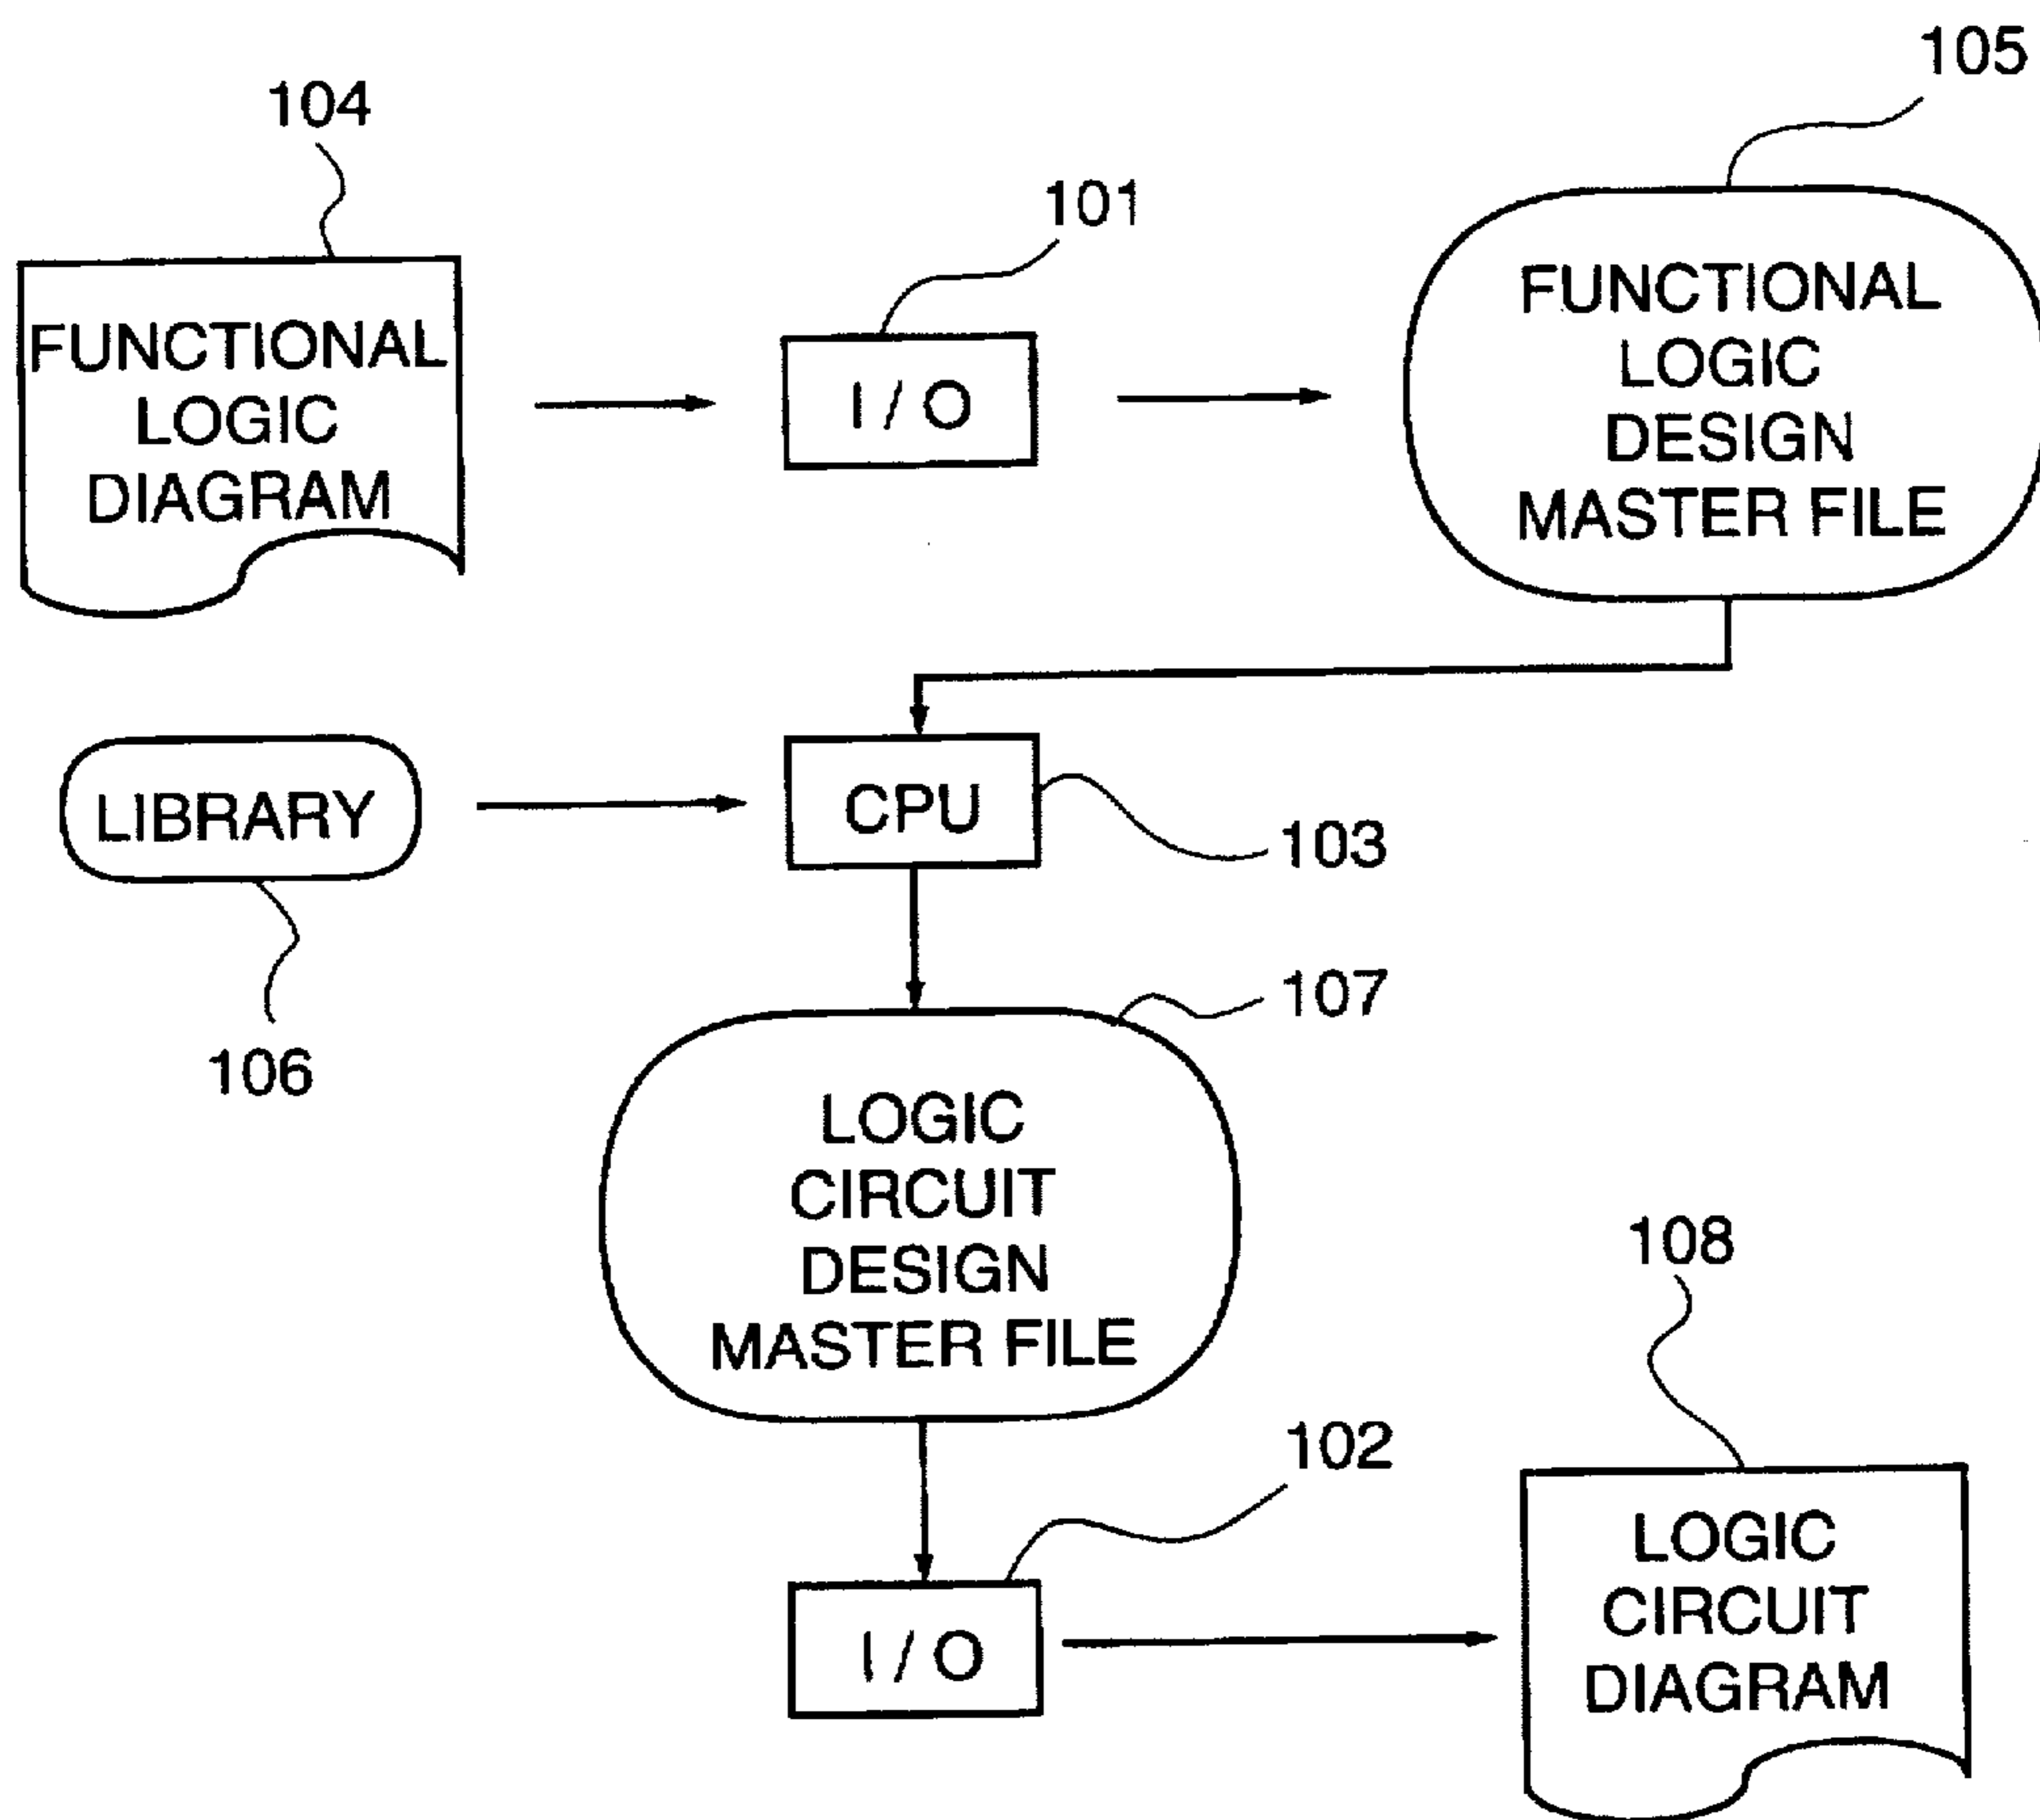 105
104
101
FUNCTIONAL
LOGIC
DIAGRAM
I / O
FUNCTIONAL
LOGIC
DESIGN
MASTER FILE
LIBRARY
CPU
103
106
107
LOGIC
CIRCUIT
DESIGN
MASTER FILE
108
102
I / O
LOGIC
CIRCUIT
DIAGRAM